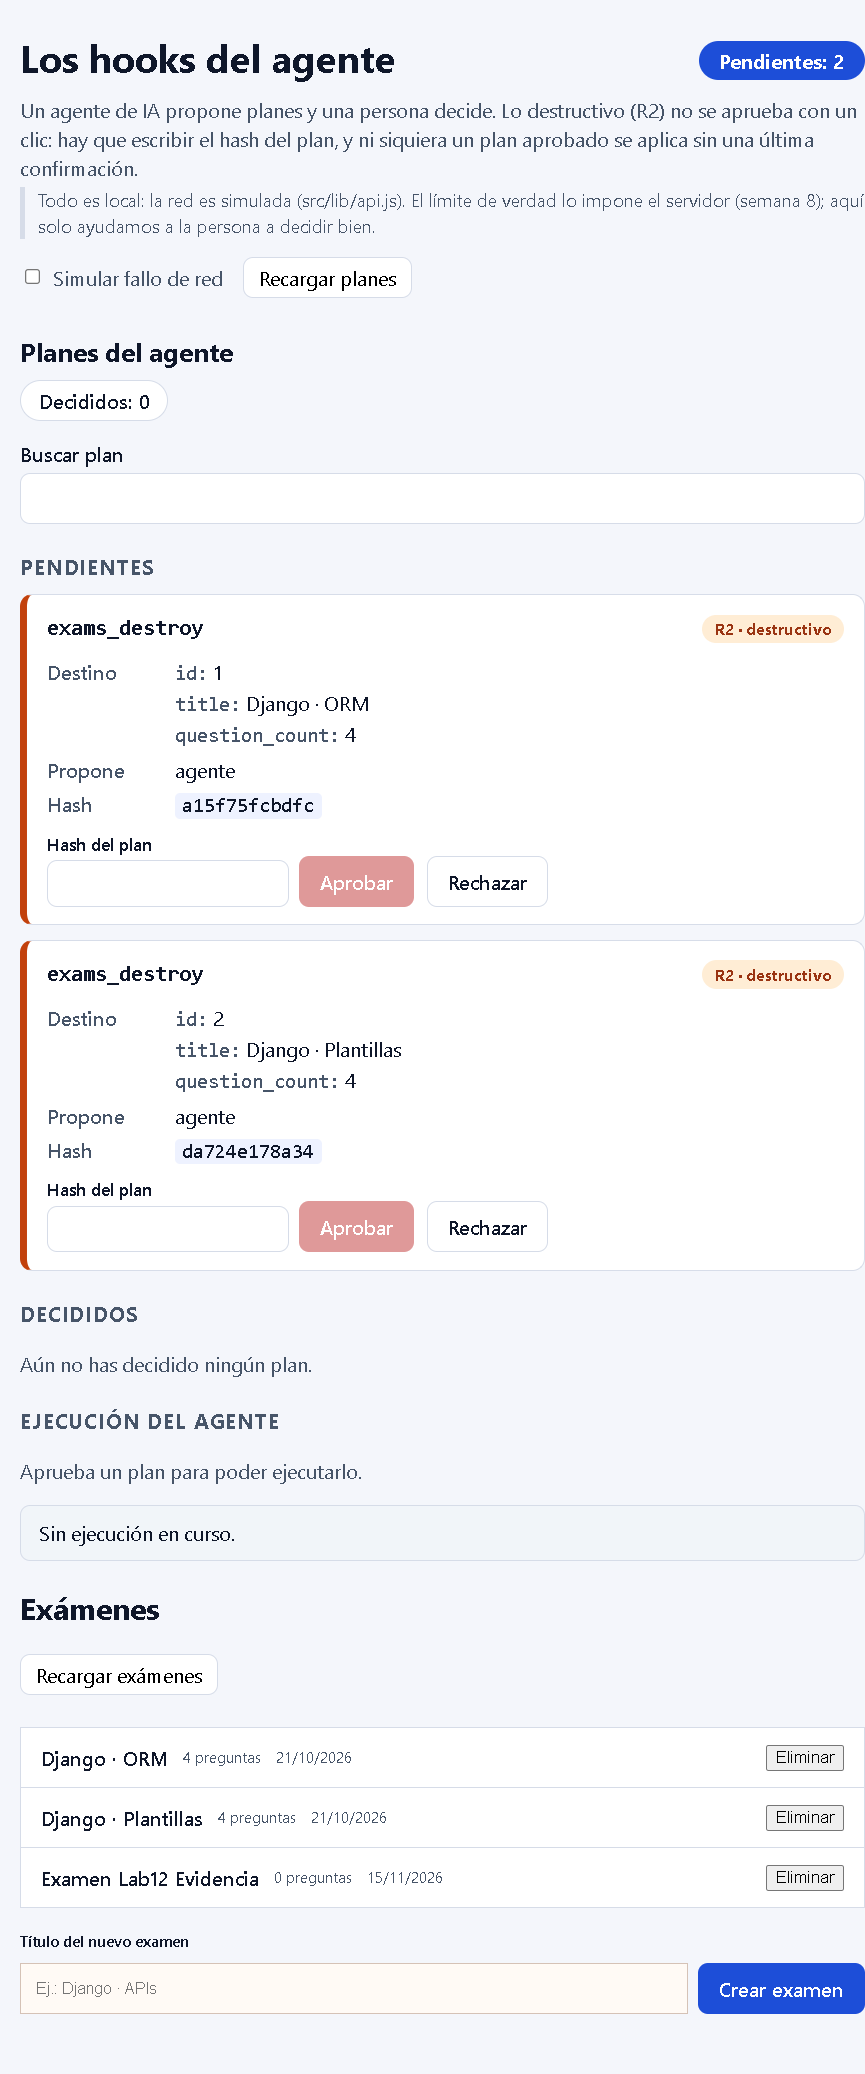 Los hooks del agente
Pendientes: 2
Un agente de IA propone planes y una persona decide. Lo destructivo (R2) no se aprueba con un
clic: hay que escribir el hash del plan, y ni siquiera un plan aprobado se aplica sin una última
confirmación.
Todo es local: la red es simulada (src/lib/api.js). El límite de verdad lo impone el servidor (semana 8); aquí
solo ayudamos a la persona a decidir bien.
Simular fallo de red
Recargar planes
Planes del agente
Decididos: 0
Buscar plan
PENDIENTES
exams_destroy
R2 · destructivo
Destino
id: 1
title: Django · ORM
question_count: 4
Propone
agente
Hash
a15f75fcbdfc
Hash del plan
Aprobar
Rechazar
exams_destroy
R2 · destructivo
Destino
id: 2
title: Django · Plantillas
question_count: 4
Propone
agente
Hash
da724e178a34
Hash del plan
Aprobar
Rechazar
DECIDIDOS
Aún no has decidido ningún plan.
EJECUCIÓN DEL AGENTE
Aprueba un plan para poder ejecutarlo.
Sin ejecución en curso.
Exámenes
Recargar exámenes
Django · ORM 4 preguntas 21/10/2026
Eliminar
Django · Plantillas 4 preguntas 21/10/2026
Eliminar
Examen Lab12 Evidencia 0 preguntas 15/11/2026
Eliminar
Título del nuevo examen
Ej.: Django · APIs
Crear examen